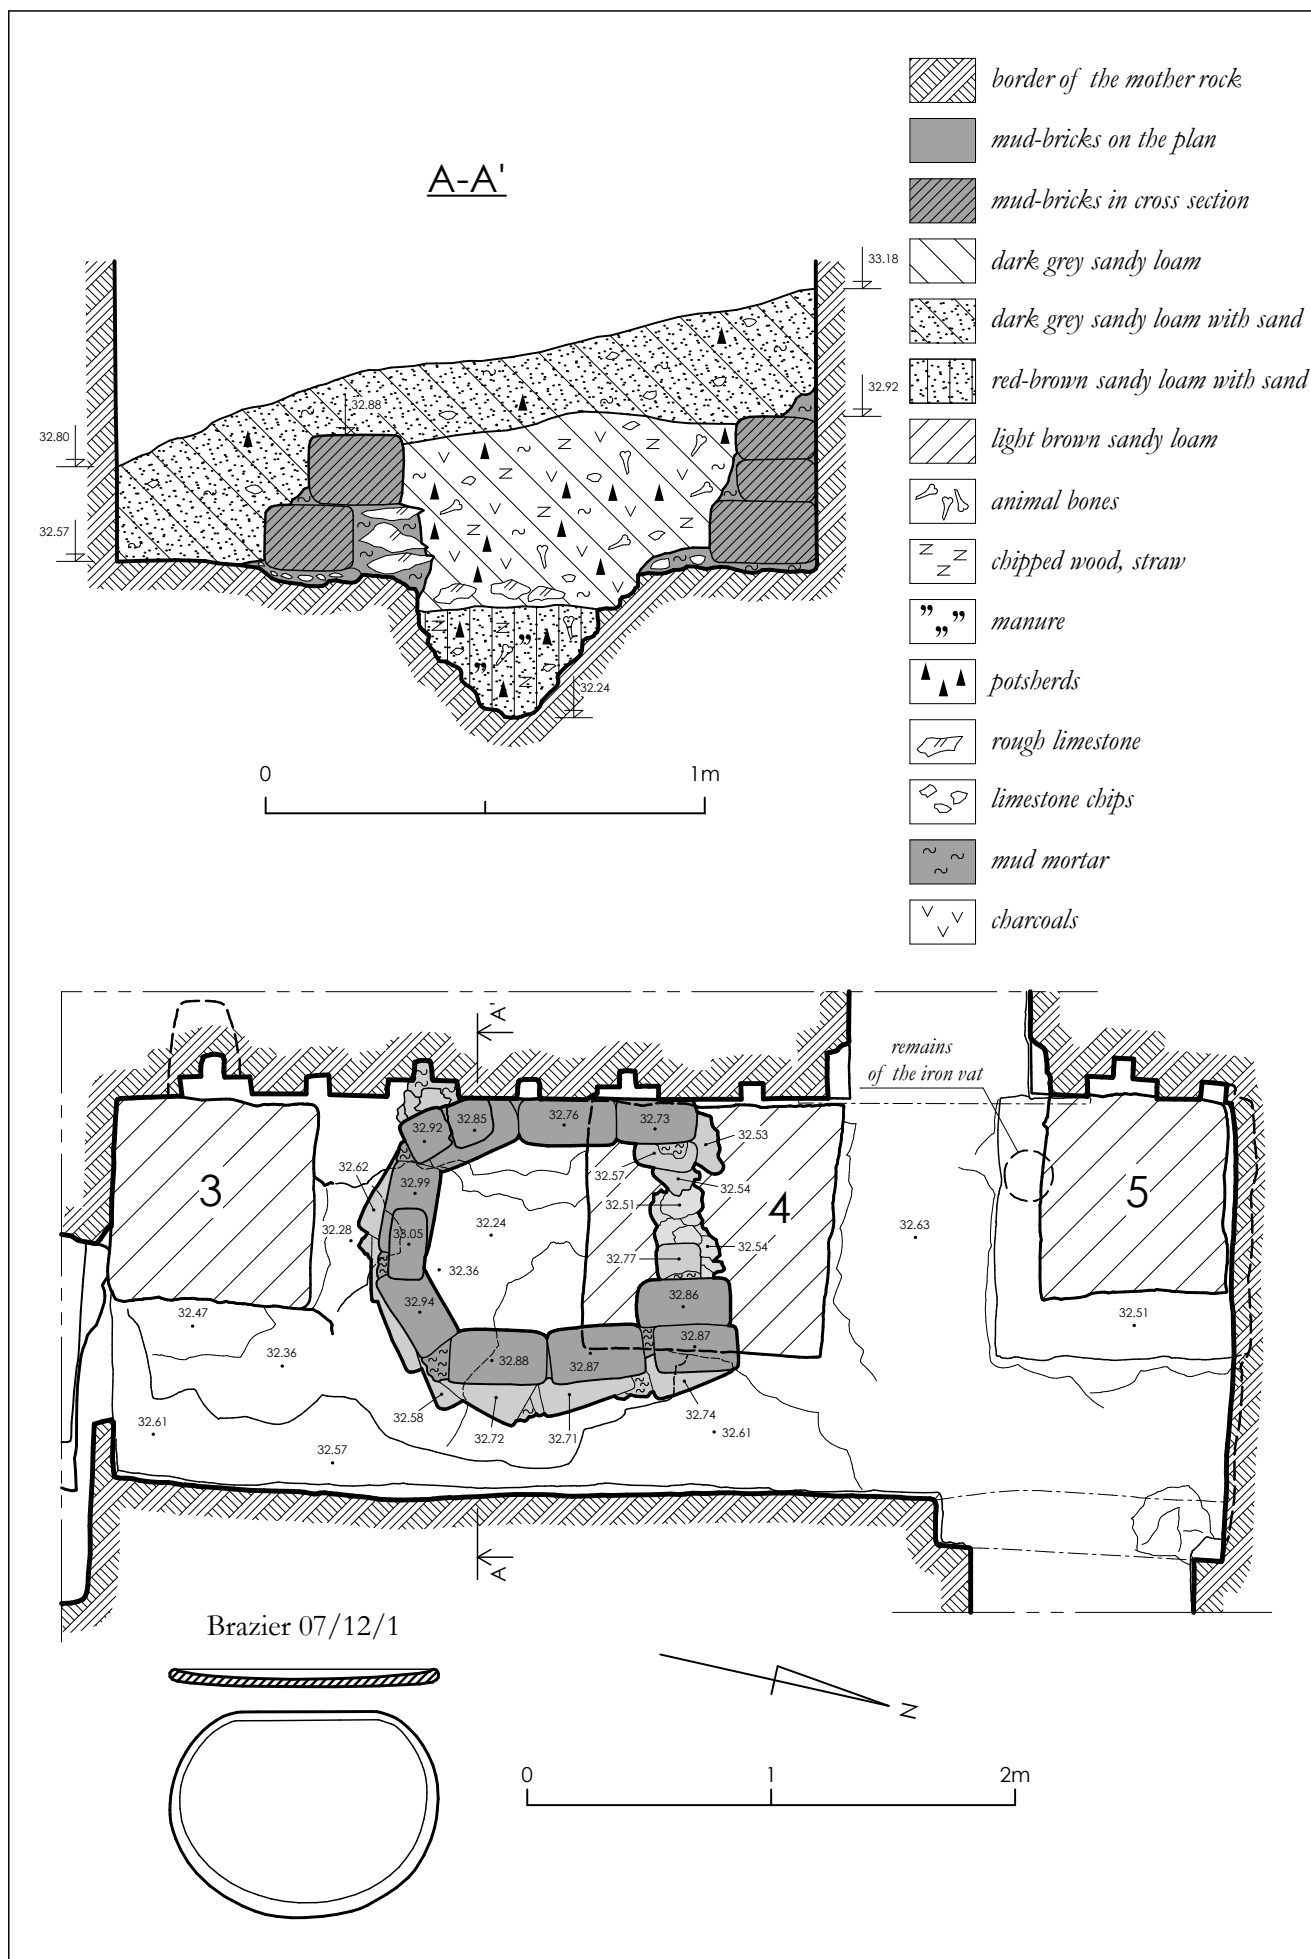 border of the mother rock
mud-bricks on the plan
A-A'
mud-bricks in cross section
dark grey sandy loam
33.18
dark grey sandy loam with sand
red-brown sandy loam with sand
32.92
32.88
32.80
light brown sandy loam
animal bones
32.57
chipped wood, straw
manure
potsherds
32.24
rough limestone
0 1m
limestone chips
mud mortar
charcoals
A'
remains
of the iron vat
32.92 32.85 32.76 32.73
32.53
32.62
32.57
32.54
32.99
3 4 5
32.51
32.28 33.05 32.24 32.63
32.54
32.77
32.36
32.94 32.86
32.47 32.51
32.87
32.36 32.88 32.87
32.58 32.74
32.61 32.72 32.71 32.61
32.57
A
Brazier 07/12/1
N
0 1 2m